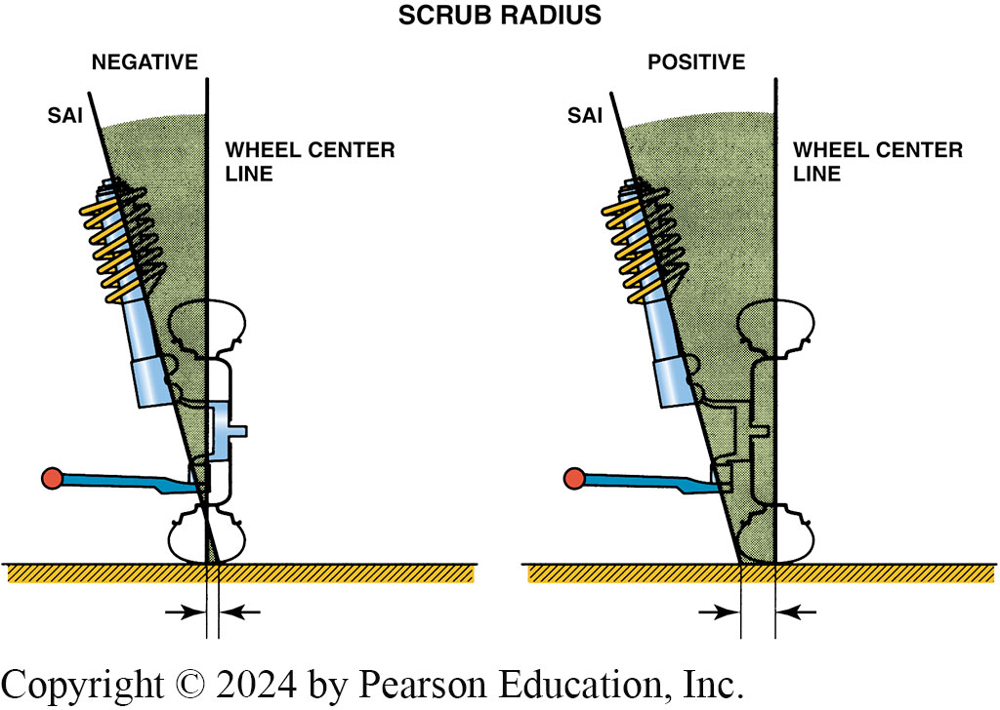 SCRUB RADIUS
NEGATIVE
SAI
WHEEL CENTER
LINE
POSITIVE
SAI
WHEEL CENTER
LINE
Copyright © 2024 by Pearson Education, Inc.